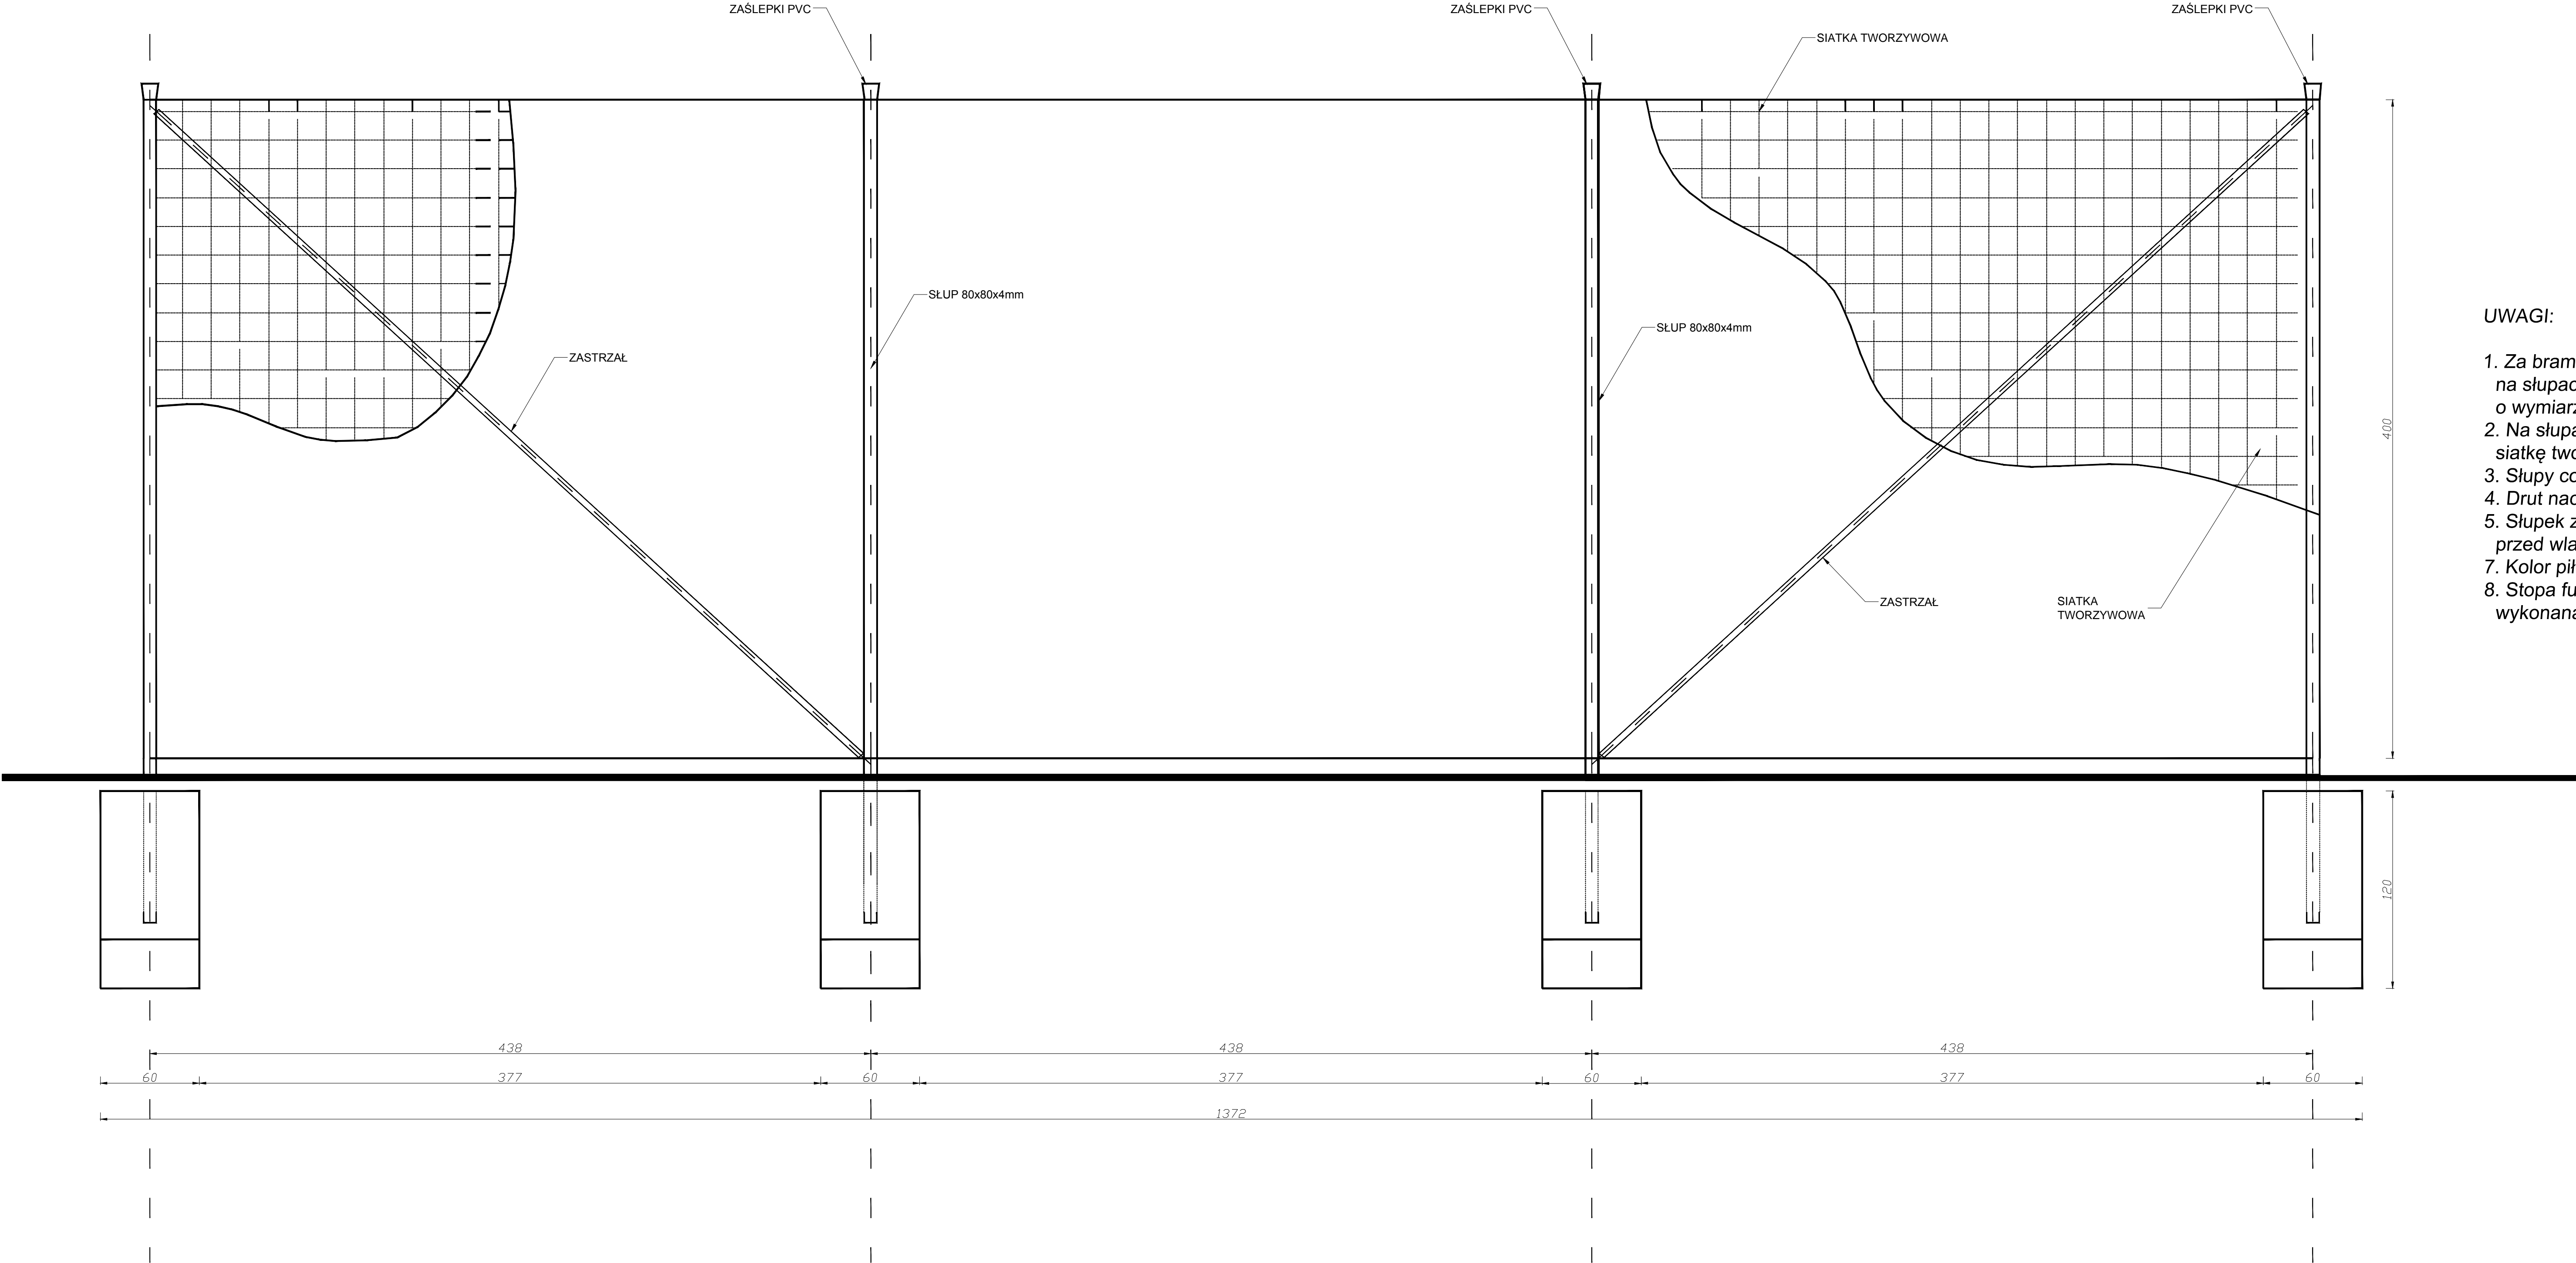 ZAŚLEPKI PVC
ZAŚLEPKI PVC
ZAŚLEPKI PVC
SIATKA TWORZYWOWA
SŁUP 80x80x4mm
SŁUP 80x80x4mm
ZASTRZAŁ
ZASTRZAŁ
SIATKA
TWORZYWOWA
400
120
UWAGI:
1. Za bram
na słupac
o wymiarz
2. Na słupa
siatkę two
3. Słupy co
4. Drut nac
5. Słupek z
przed wla
7. Kolor pił
8. Stopa fu
wykonana
438
438
438
60
377
60
377
60
377
60
1372